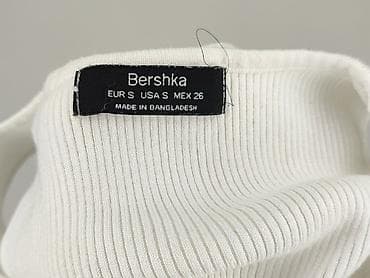 Bershka
EUR S USA S MEX 26
MADE IN BANGLADESH